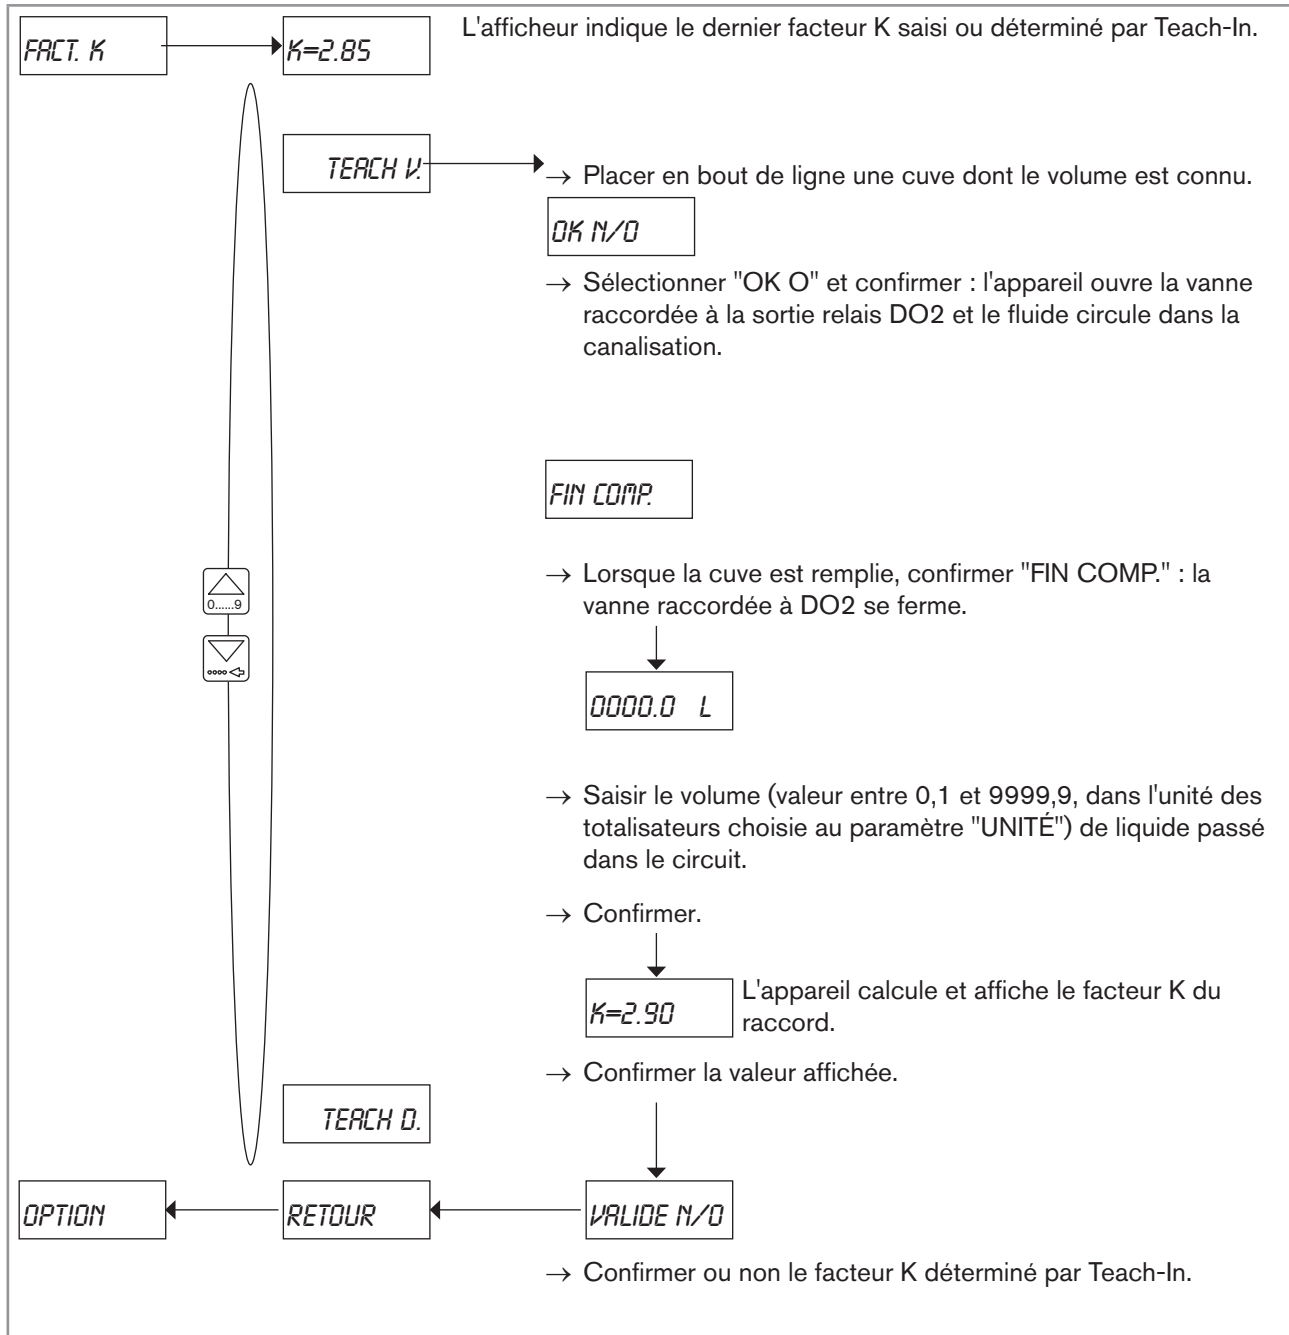 FACT. K
K=2.85
L'afficheur indique le dernier facteur K saisi ou déterminé par Teach-In.
TEACH V.
→ Placer en bout de ligne une cuve dont le volume est connu.
OK N/O
→ Sélectionner "OK O" et confirmer : l'appareil ouvre la vanne
raccordée à la sortie relais DO2 et le fluide circule dans la
canalisation.
FIN COMP.
→ Lorsque la cuve est remplie, confirmer "FIN COMP." : la
vanne raccordée à DO2 se ferme.
0......9
0000.0 L
→ Saisir le volume (valeur entre 0,1 et 9999,9, dans l'unité des
totalisateurs choisie au paramètre "UNITÉ") de liquide passé
dans le circuit.
→ Confirmer.
K=2.90
L'appareil calcule et affiche le facteur K du
raccord.
→ Confirmer la valeur affichée.
TEACH D.
OPTION
RETOUR
VALIDE N/O
→ Confirmer ou non le facteur K déterminé par Teach-In.